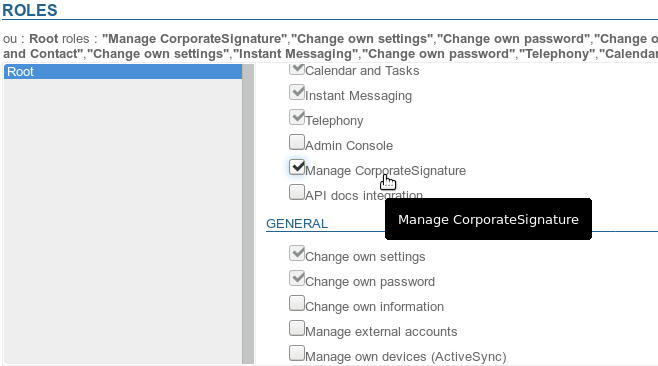 ROLES
ou : Root roles : "Manage CorporateSignature","Change own settings","Change own password","Change o
and Contact","Change own settings","Instant Messaging","Change own password","Telephony","Calendar
Root
Calendar and Tasks
Instant Messaging
Telephony
Admin Console
Manage CorporateSignature
API docs integration
Manage CorporateSignature
GENERAL
Change own settings
Change own password
Change own information
Manage external accounts
Manage own devices (ActiveSync)